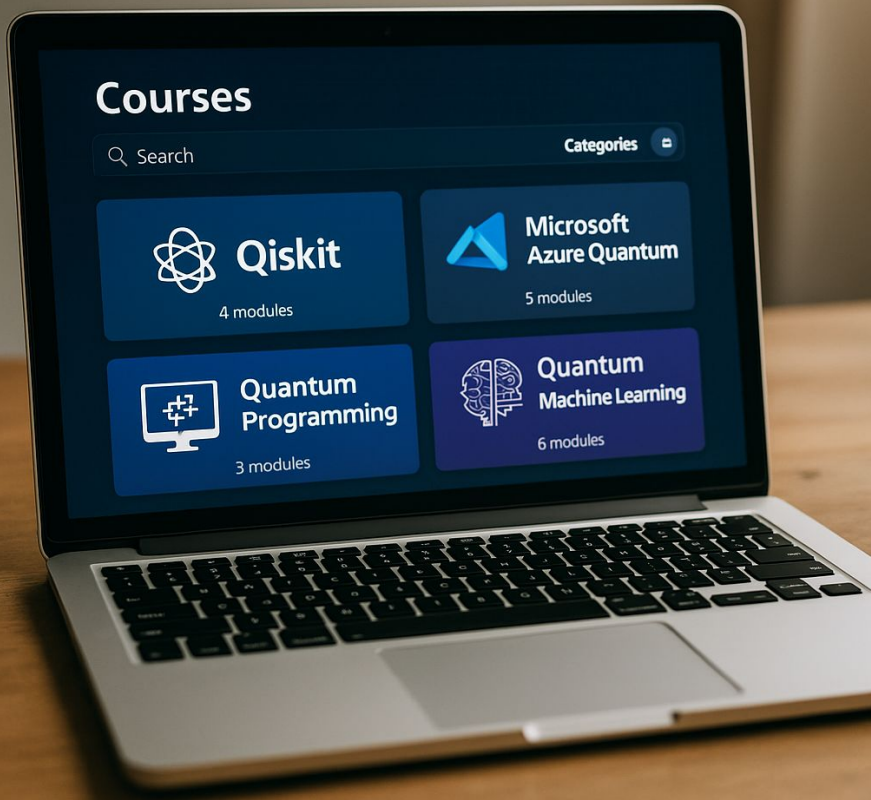 Courses
Search
Categories
Qiskit
4 modules
Microsoft
Azure Quantum
5 modules
Quantum
Programming
3 modules
Quantum
Machine Learning
6 modules